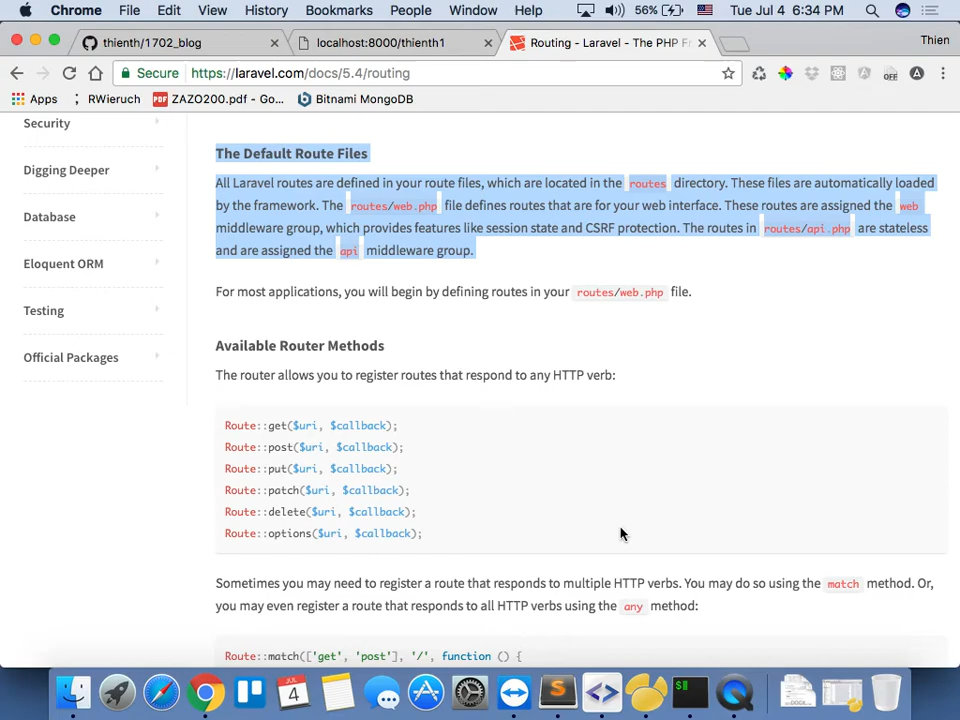 Chrome File Edit View History Bookmarks People Window Help 56% Tue Jul 4 6:34 PM
thienth/1702_blog localhost:8000/thienth1 Routing - Laravel - The PHP Fr Thien
Secure https://laravel.com/docs/5.4/routing OFF
Apps RWieruch ZAZO200.pdf - Go... Bitnami MongoDB
Security
Digging Deeper
Database
Eloquent ORM
Testing
Official Packages
The Default Route Files
All Laravel routes are defined in your route files, which are located in the routes directory. These files are automatically loaded
by the framework. The routes/web.php file defines routes that are for your web interface. These routes are assigned the web
middleware group, which provides features like session state and CSRF protection. The routes in routes/api.php are stateless
and are assigned the api middleware group.
For most applications, you will begin by defining routes in your routes/web.php file.
Available Router Methods
The router allows you to register routes that respond to any HTTP verb:
Route::get($uri, $callback);
Route::post($uri, $callback);
Route::put($uri, $callback);
Route::patch($uri, $callback);
Route::delete($uri, $callback);
Route::options($uri, $callback);
Sometimes you may need to register a route that responds to multiple HTTP verbs. You may do so using the match method. Or,
you may even register a route that responds to all HTTP verbs using the any method:
Route::match(['get', 'post'], '/', function () {
JUL
4